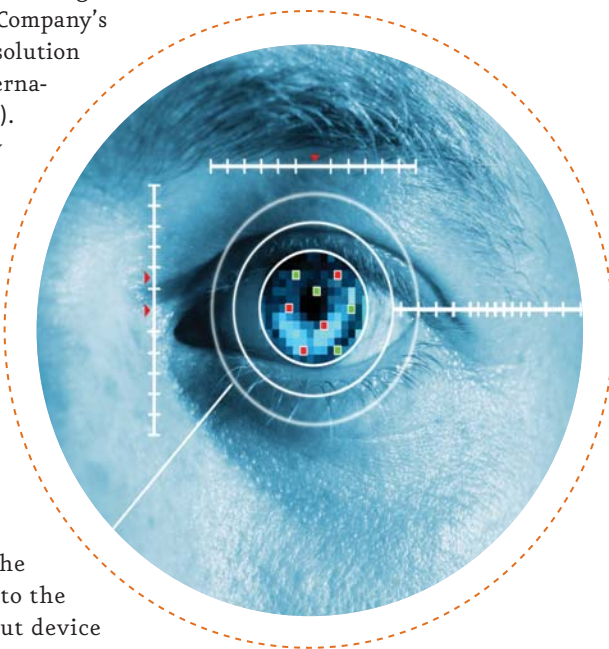 Company's
solution
erna-
).
he
to the
ut device